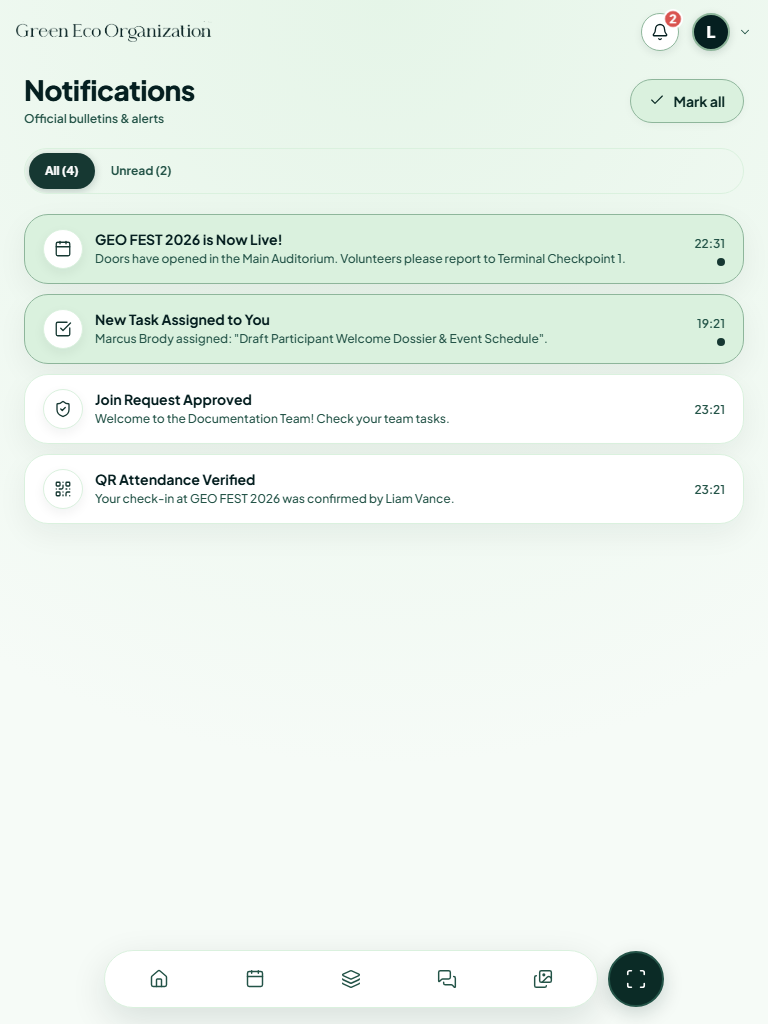 Green Eco Organization
2
L
Notifications
Official bulletins & alerts
Mark all
All (4)
Unread (2)
GEO FEST 2026 is Now Live!
Doors have opened in the Main Auditorium. Volunteers please report to Terminal Checkpoint 1.
22:31
New Task Assigned to You
Marcus Brody assigned: "Draft Participant Welcome Dossier & Event Schedule".
19:21
Join Request Approved
Welcome to the Documentation Team! Check your team tasks.
23:21
QR Attendance Verified
Your check-in at GEO FEST 2026 was confirmed by Liam Vance.
23:21